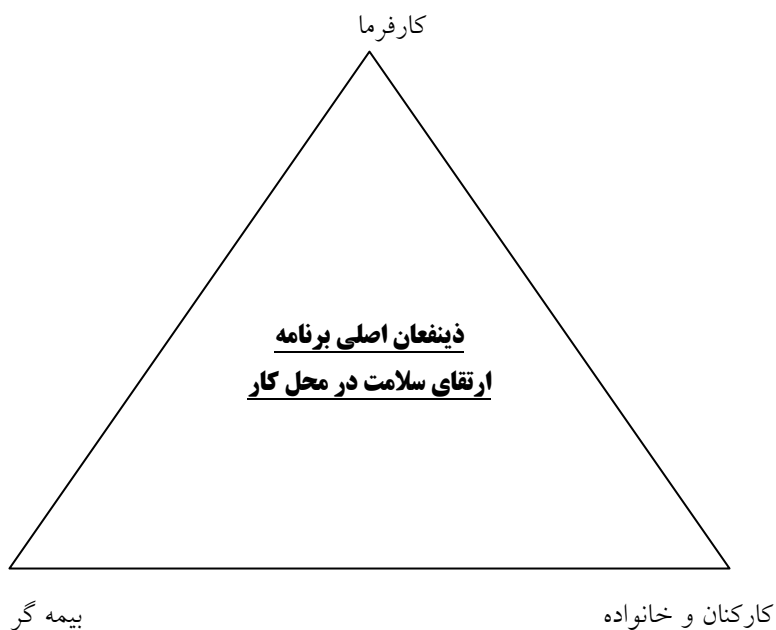 کارفرما
ذینفعان اصلی برنامه
ارتقای سلامت در محل کار
کارکنان و خانواده
بیمه گر